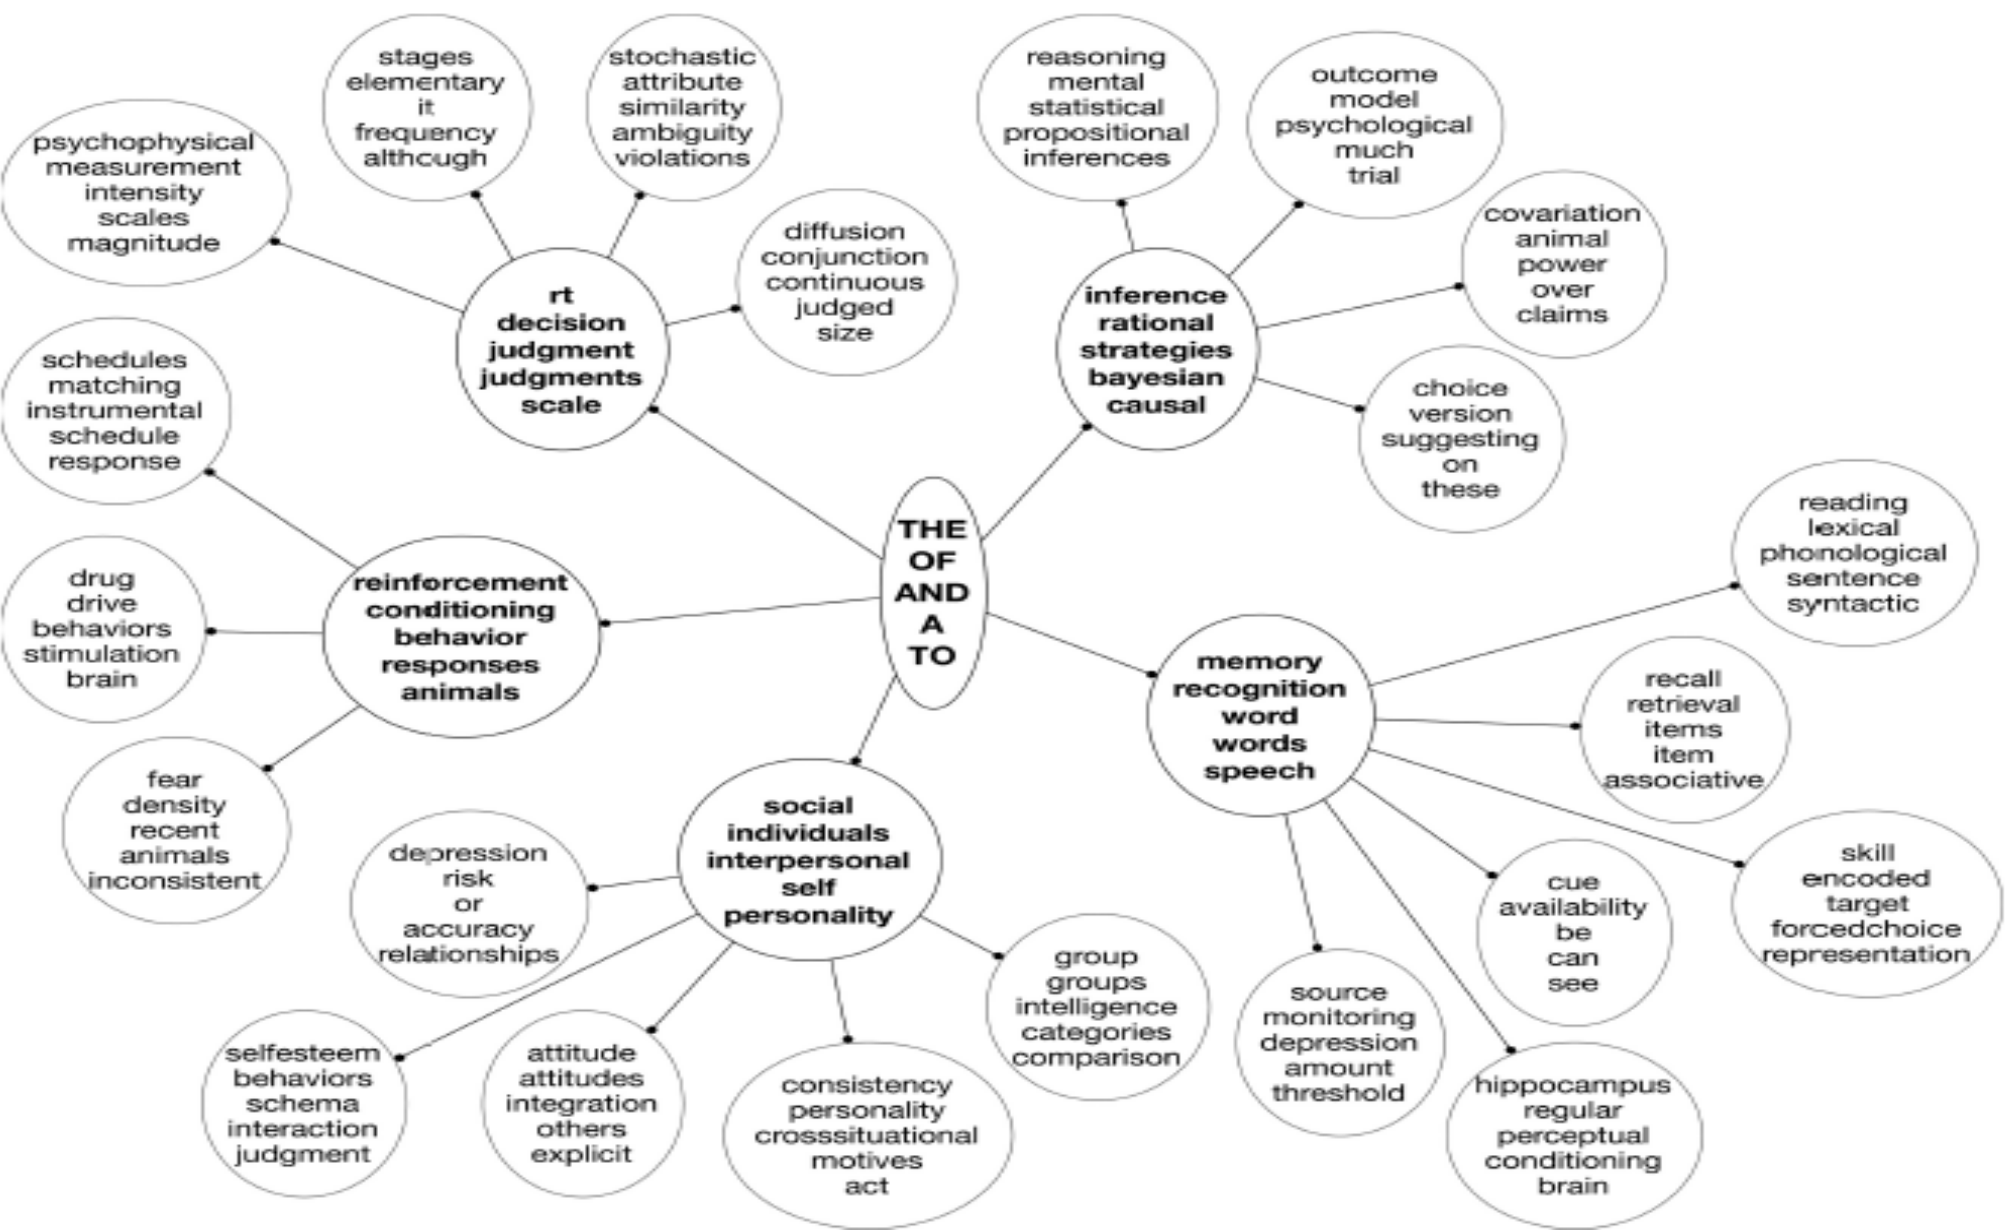 stages
elementary
it
frequency
although
stochastic
attribute
similarity
ambiguity
violations
reasoning
mental
statistical
propositional
inferences
outcome
model
psychological
much
trial
psychophysical
measurement
intensity
scales
magnitude
diffusion
conjunction
continuous
judged
size
covariation
animal
power
over
claims
rt
decision
judgment
judgments
scale
inference
rational
strategies
bayesian
causal
schedules
matching
instrumental
schedule
response
choice
version
suggesting
on
these
THE
OF
AND
A
TO
reading
lexical
phonological
sentence
syntactic
drug
drive
behaviors
stimulation
brain
reinforcement
conditioning
behavior
responses
animals
memory
recognition
word
words
speech
recall
retrieval
items
item
associative
fear
density
recent
animals
inconsistent
social
individuals
interpersonal
self
personality
depression
risk
or
accuracy
relationships
skill
encoded
target
forcedchoice
representation
cue
availability
be
can
see
group
groups
intelligence
categories
comparison
source
monitoring
depression
amount
threshold
selfesteem
behaviors
schema
interaction
judgment
attitude
attitudes
integration
others
explicit
consistency
personality
crosssituational
motives
act
hippocampus
regular
perceptual
conditioning
brain